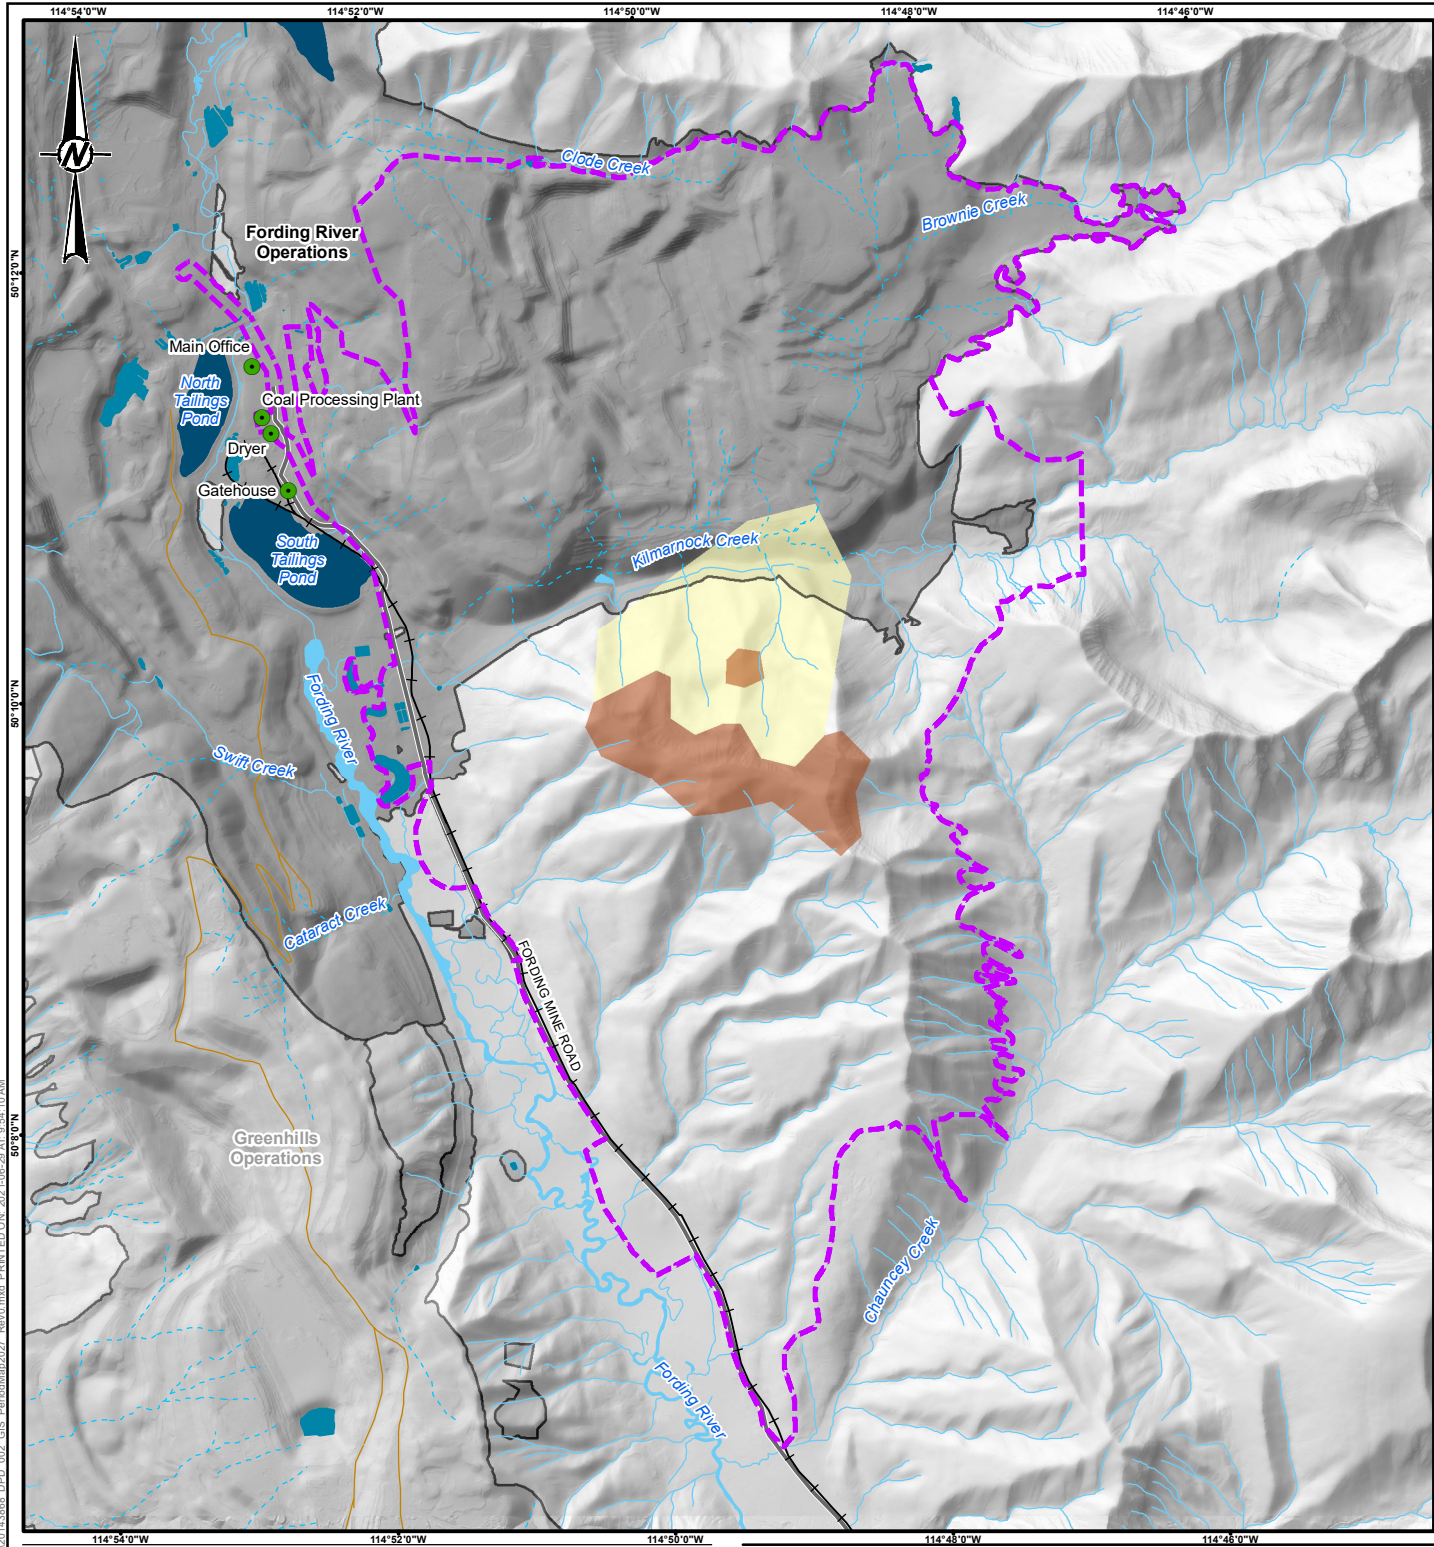 114°54'0"W
114°52'0"W
114°50'0"W
114°48'0"W
114°46'0"W
N
Clode Creek
Brownie Creek
Fording River
Operations
50°12'0"N
Main Office
North
Tailings
Pond
Coal Processing Plant
Dryer
Gatehouse
South
Tailings
Pond
Kilmarnock Creek
50°10'0"N
Fording River
Swift Creek
Cataract Creek
FORDING MINE ROAD
50°8'0"N
Greenhills
Operations
Chauncey Creek
Fording River
114°54'0"W
114°52'0"W
114°50'0"W
114°48'0"W
114°46'0"W